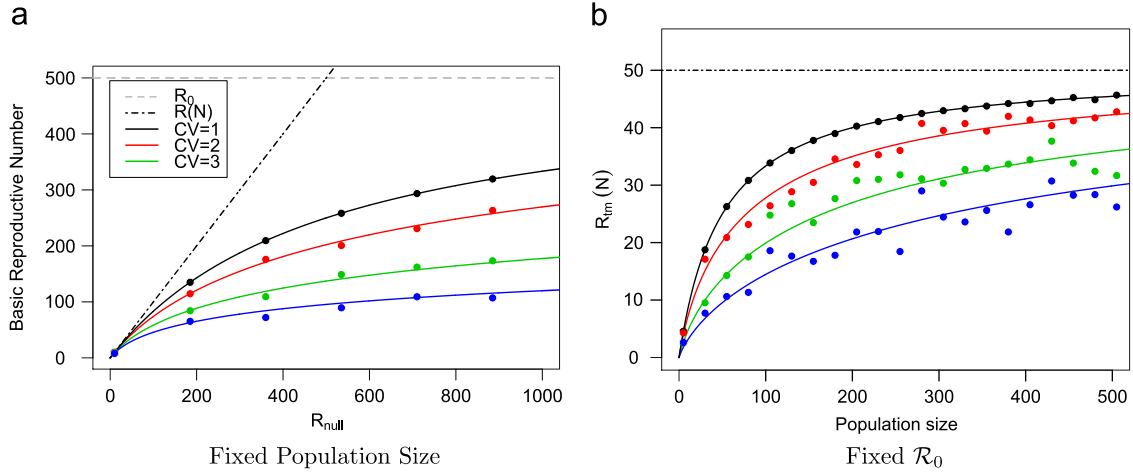 a
b
Basic Reproductive Number
500
400
300
200
100
0
R0
R(N)
CV=1
CV=2
CV=3
0 200 400 600 800 1000
Rnull
Fixed Population Size
Rtm (N)
50
40
30
20
10
0
0 100 200 300 400 500
Population size
Fixed R0